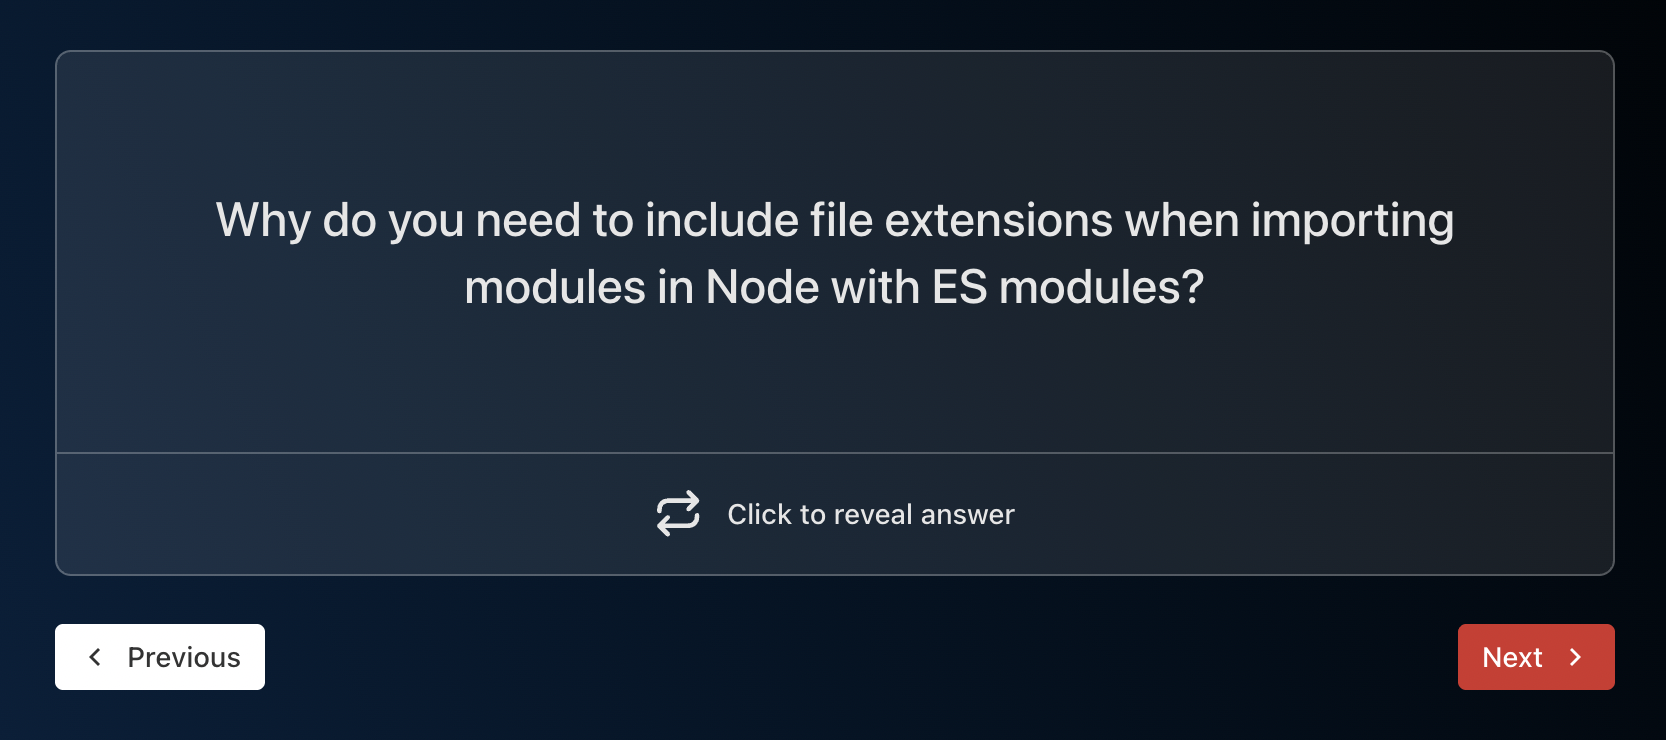 Why do you need to include file extensions when importing
modules in Node with ES modules?
Click to reveal answer
Previous
Next